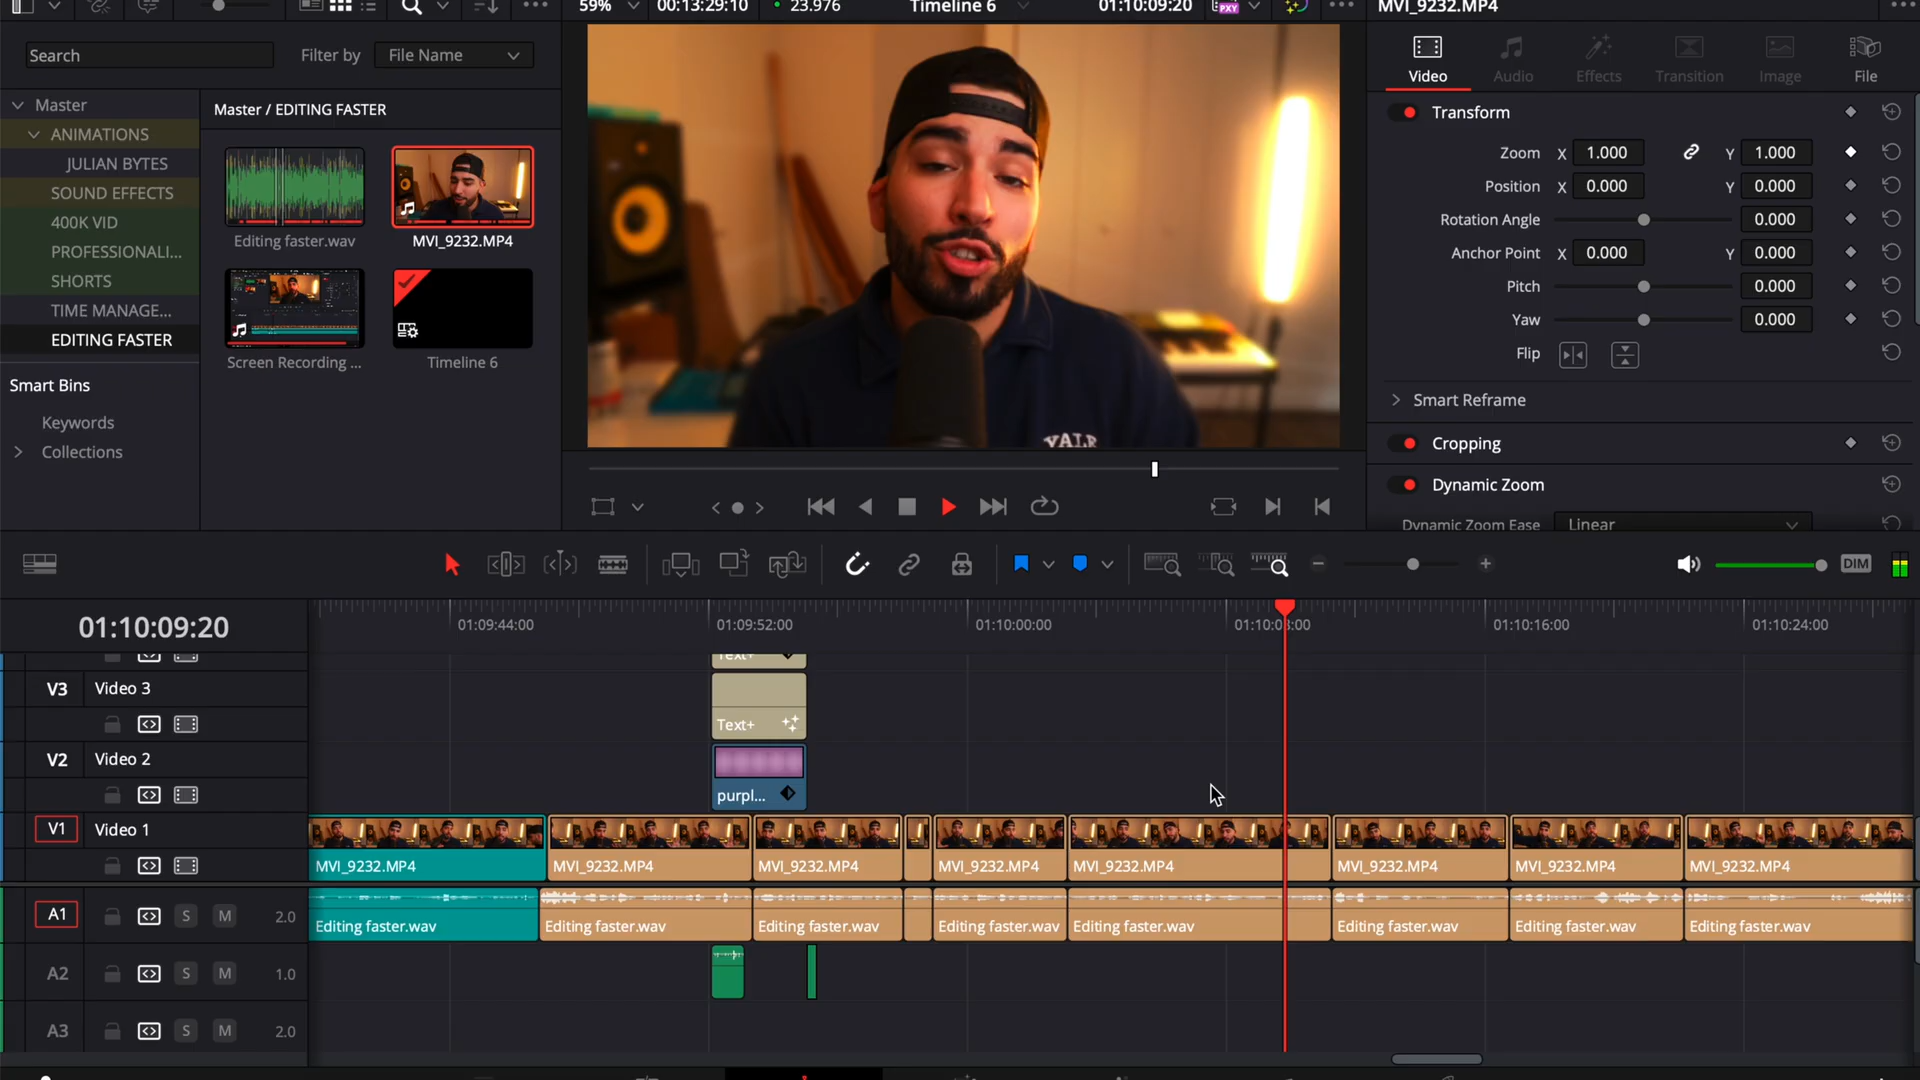 59%
00:13:29:10
23.976
Timeline 6
01:10:09:20
PXY
MVI_9232.MP4
Search
Filter by
File Name
Master
ANIMATIONS
JULIAN BYTES
SOUND EFFECTS
400K VID
PROFESSIONALI...
SHORTS
TIME MANAGE...
EDITING FASTER
Smart Bins
Keywords
Collections
Master / EDITING FASTER
Editing faster.wav
MVI_9232.MP4
Screen Recording ...
Timeline 6
YALE
Video
Audio
Effects
Transition
Image
File
Transform
Zoom X 1.000 Y 1.000
Position X 0.000 Y 0.000
Rotation Angle 0.000
Anchor Point X 0.000 Y 0.000
Pitch 0.000
Yaw 0.000
Flip
Smart Reframe
Cropping
Dynamic Zoom
Dynamic Zoom Ease Linear
DIM
01:10:09:20
01:09:44:00
01:09:52:00
01:10:00:00
01:10:08:00
01:10:16:00
01:10:24:00
Text+
V3 Video 3
Text+
V2 Video 2
purpl...
V1 Video 1
MVI_9232.MP4
MVI_9232.MP4
MVI_9232.MP4
MVI_9232.MP4
MVI_9232.MP4
MVI_9232.MP4
MVI_9232.MP4
MVI_9232.MP4
A1 S M 2.0
Editing faster.wav
Editing faster.wav
Editing faster.wav
Editing faster.wav
Editing faster.wav
Editing faster.wav
Editing faster.wav
Editing faster.wav
A2 S M 1.0
A3 S M 2.0